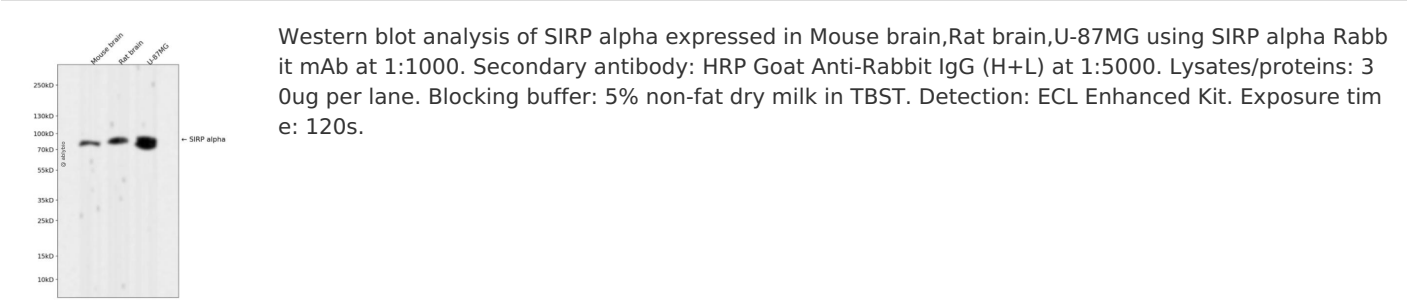 Mouse brain
Rat brain
U-87MG
250kD
130kD
100kD
70kD
55kD
35kD
25kD
15kD
10kD
@ ablybio
← SIRP alpha
Western blot analysis of SIRP alpha expressed in Mouse brain,Rat brain,U-87MG using SIRP alpha Rabb
it mAb at 1:1000. Secondary antibody: HRP Goat Anti-Rabbit IgG (H+L) at 1:5000. Lysates/proteins: 3
0ug per lane. Blocking buffer: 5% non-fat dry milk in TBST. Detection: ECL Enhanced Kit. Exposure tim
e: 120s.